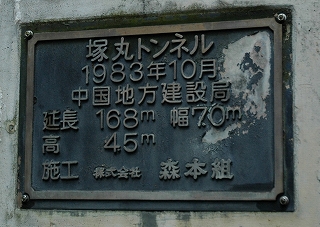 塚丸トンネル
1983年10月
中国地方建設局
延長 168m 幅7.0m
高 4.5m
施工 株式会社 森本組